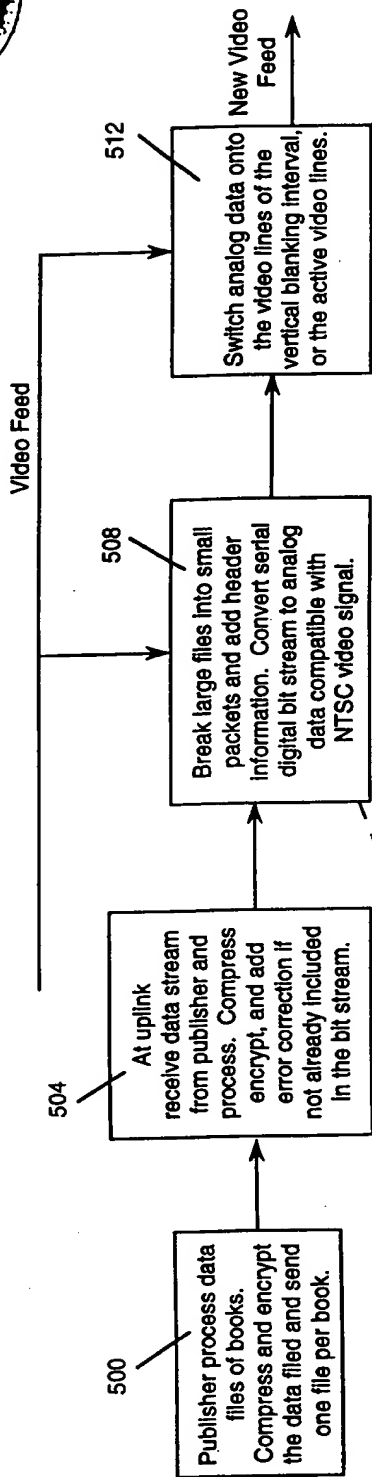 Video Feed
500
Publisher process data
files of books.
Compress and encrypt
the data filed and send
one file per book.
504
At uplink
receive data stream
from publisher and
process. Compress
encrypt, and add
error correction if
not already included
in the bit stream.
508
Break large files into small
packets and add header
information. Convert serial
digital bit stream to analog
data compatible with
NTSC video signal.
512
Switch analog data onto
the video lines of the
vertical blanking interval,
or the active video lines.
New Video
Feed